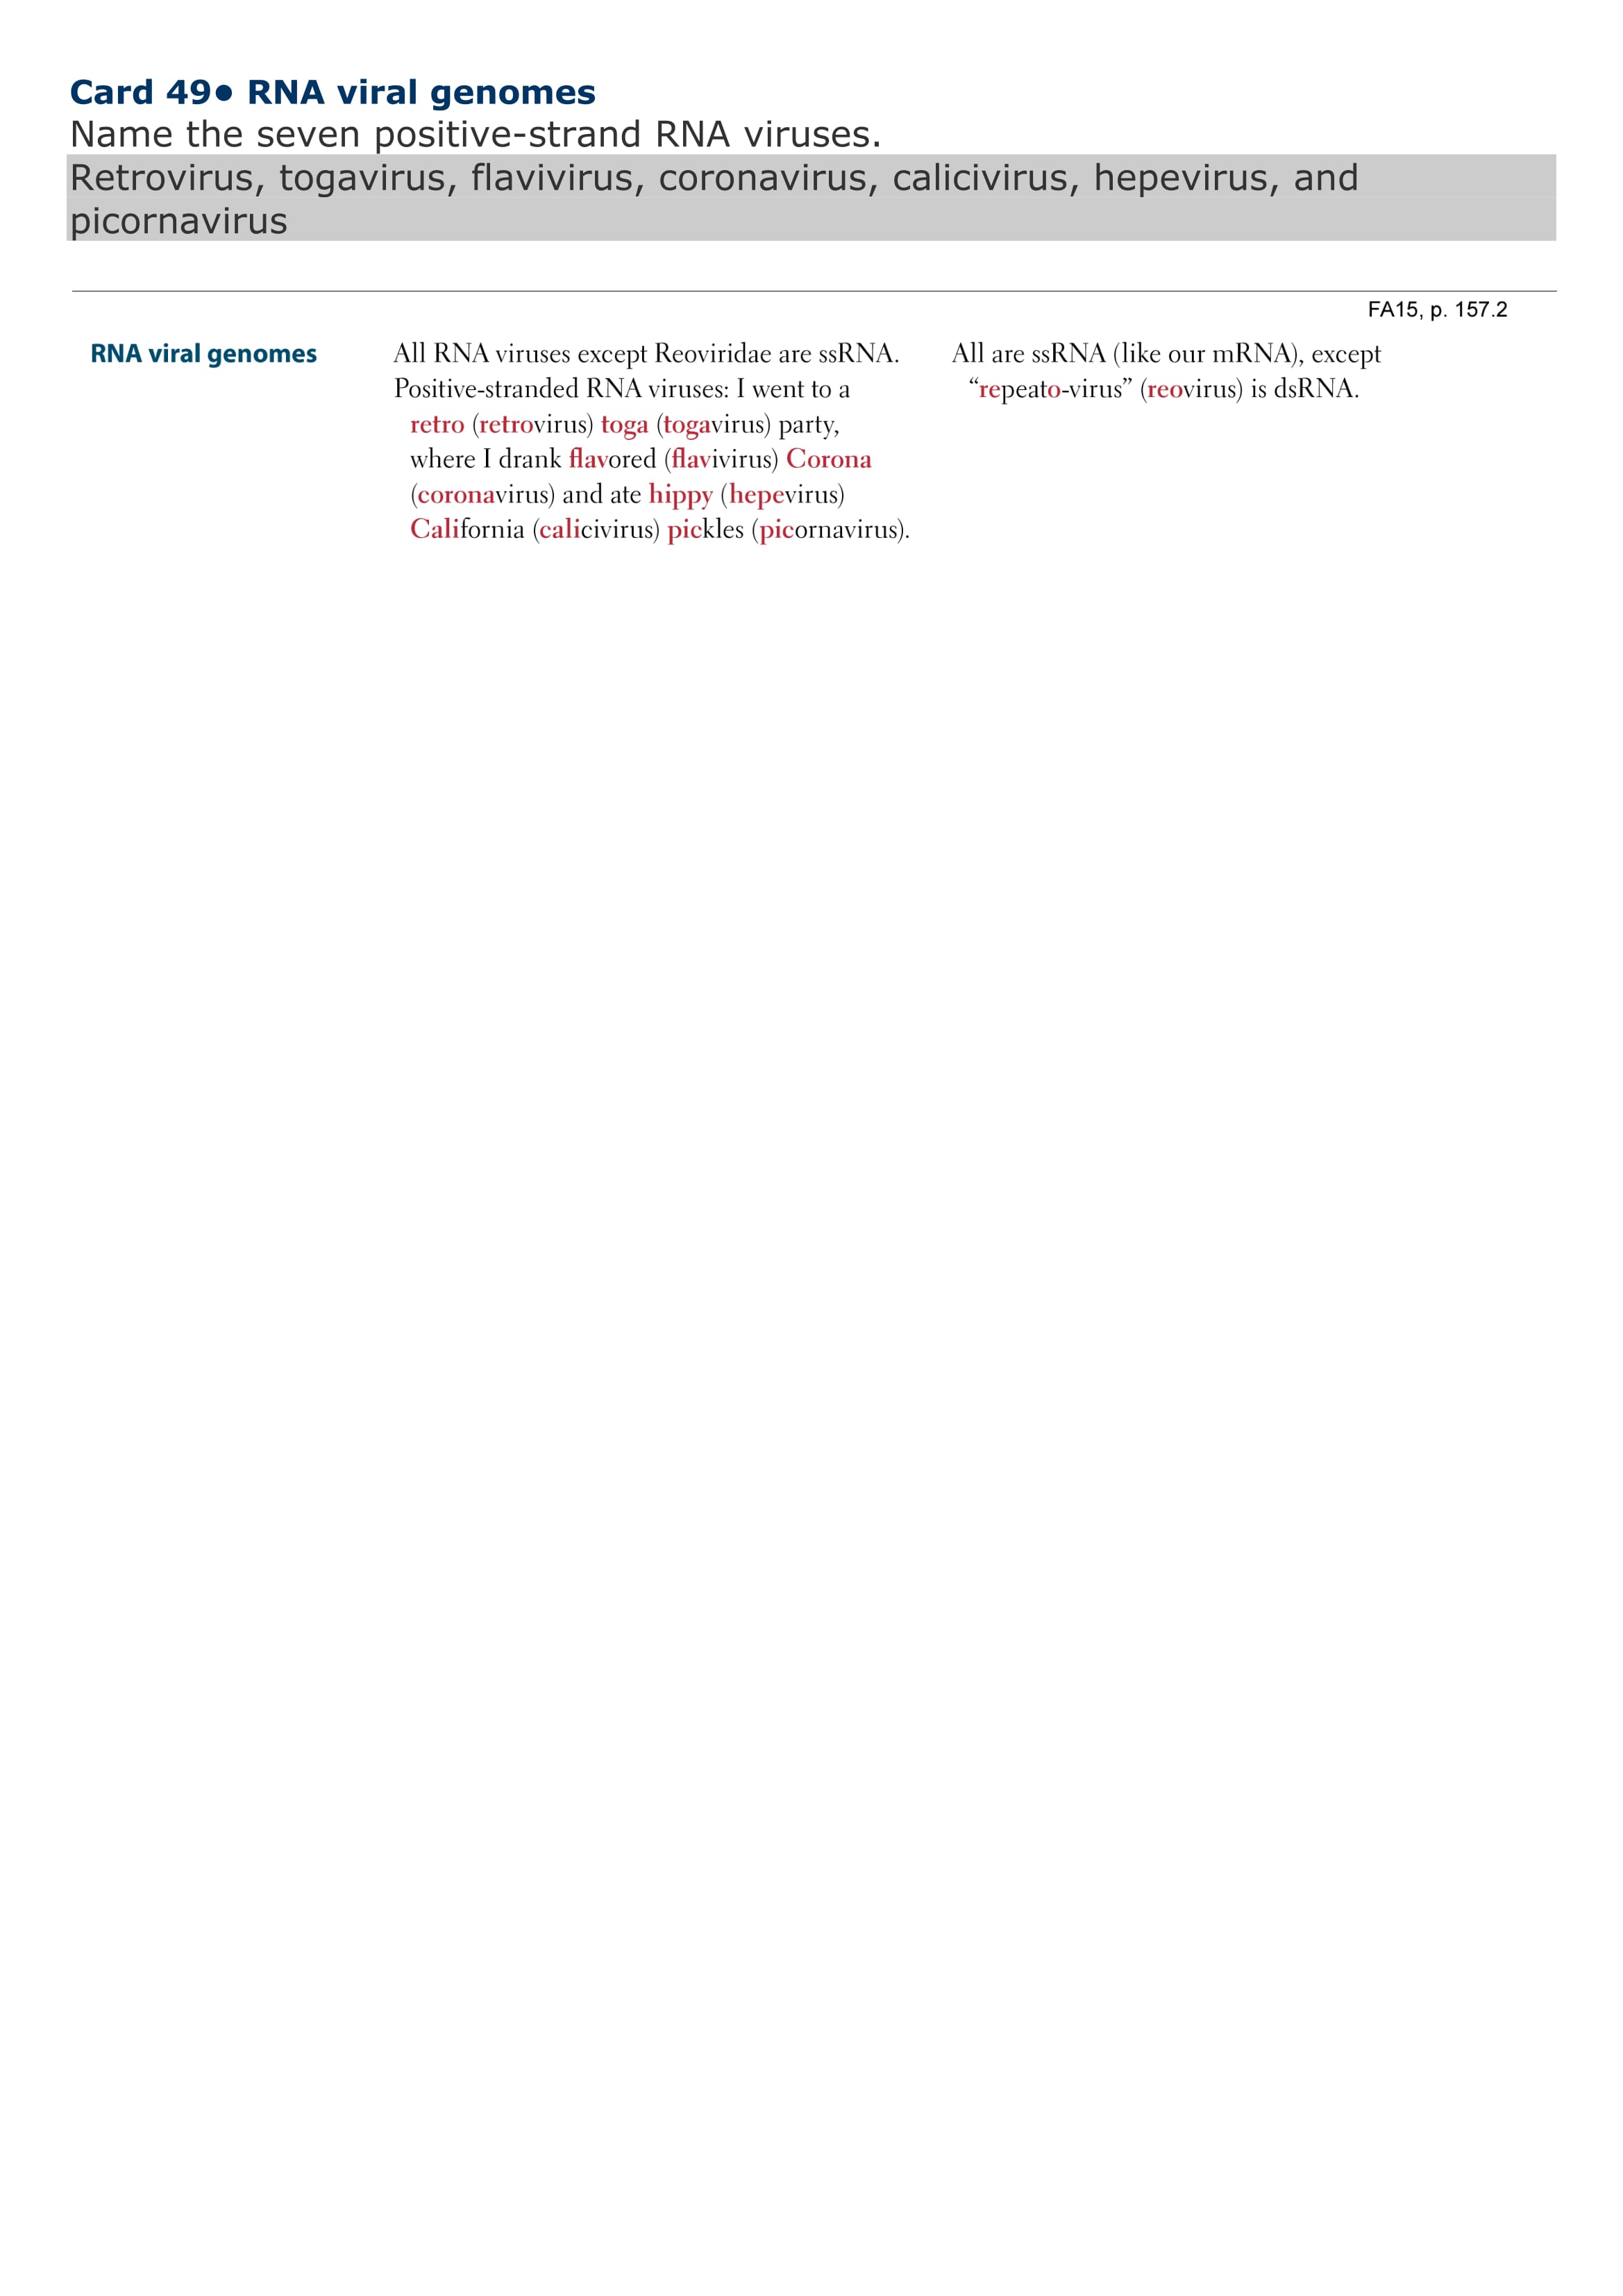 Card 49● RNA viral genomes
Name the seven positive-strand RNA viruses.
Retrovirus, togavirus, flavivirus, coronavirus, calicivirus, hepevirus, and
picornavirus
FA15, p. 157.2
RNA viral genomes
All RNA viruses except Reoviridae are ssRNA.
Positive-stranded RNA viruses: I went to a
retro (retrovirus) toga (togavirus) party,
where I drank flavored (flavivirus) Corona
(coronavirus) and ate hippy (hepevirus)
California (calicivirus) pickles (picornavirus).
All are ssRNA (like our mRNA), except
“repeato-virus” (reovirus) is dsRNA.